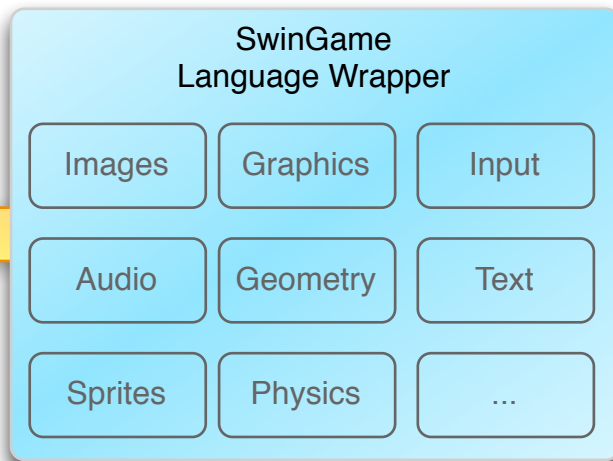 SwinGame
Language Wrapper
Images Graphics Input
Audio Geometry Text
Sprites Physics ...